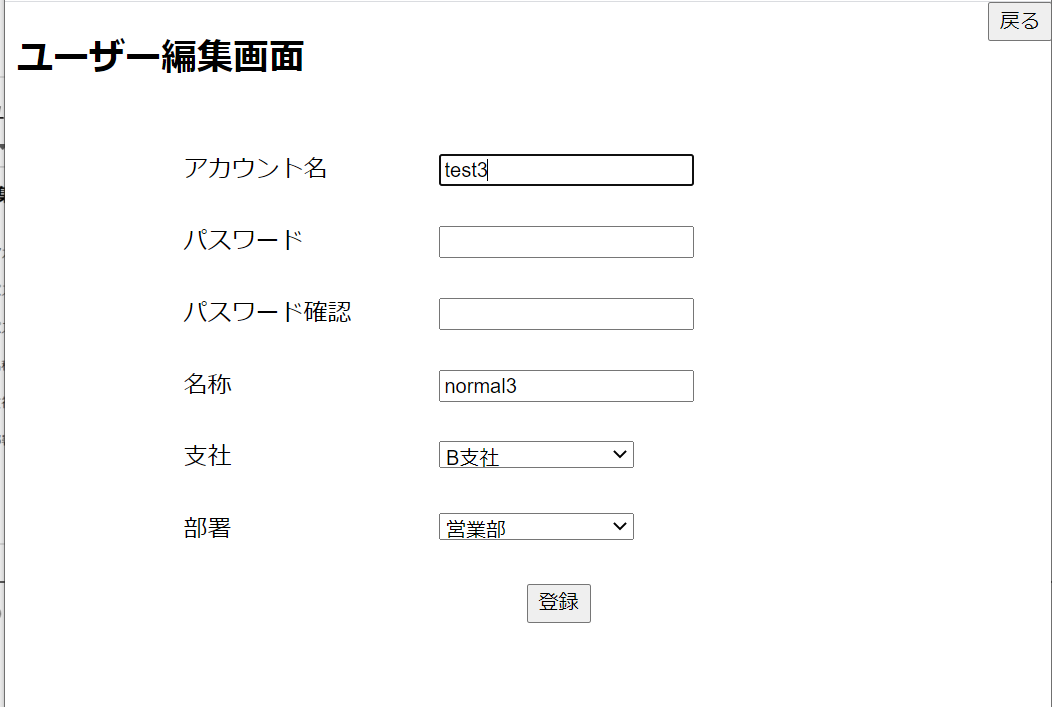 戻る
ユーザー編集画面
アカウント名 test3
パスワード
パスワード確認
名称 normal3
支社 B支社
部署 営業部
登録